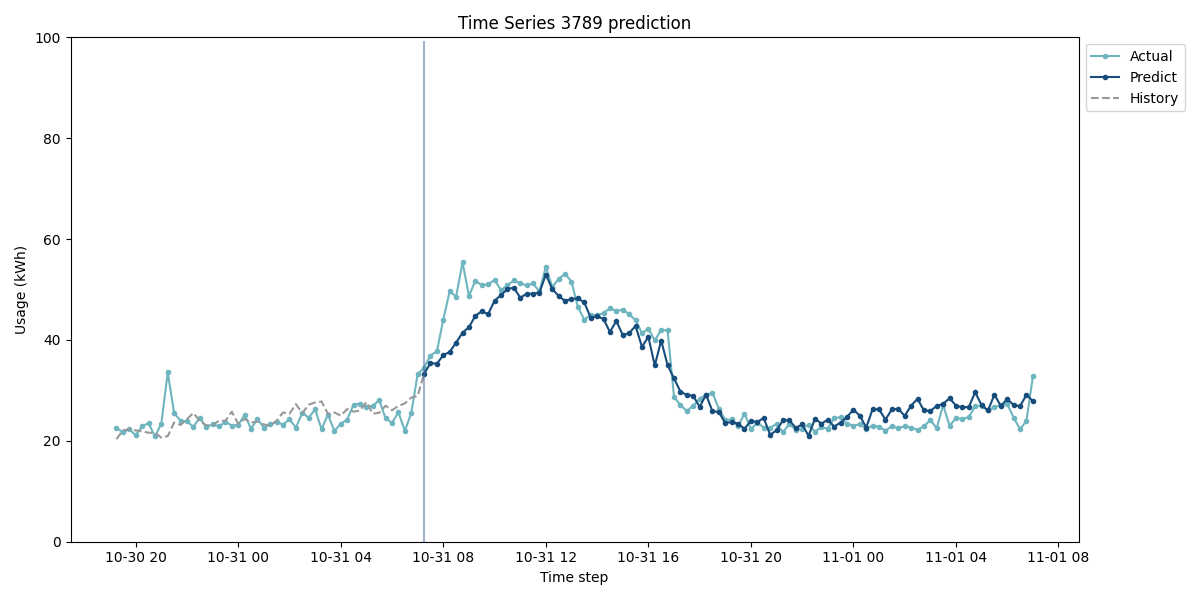 Time Series 3789 prediction
100
80
60
40
20
0
Usage (kWh)
10-30 20
10-31 00
10-31 04
10-31 08
10-31 12
10-31 16
10-31 20
11-01 00
11-01 04
11-01 08
Time step
Actual
Predict
History